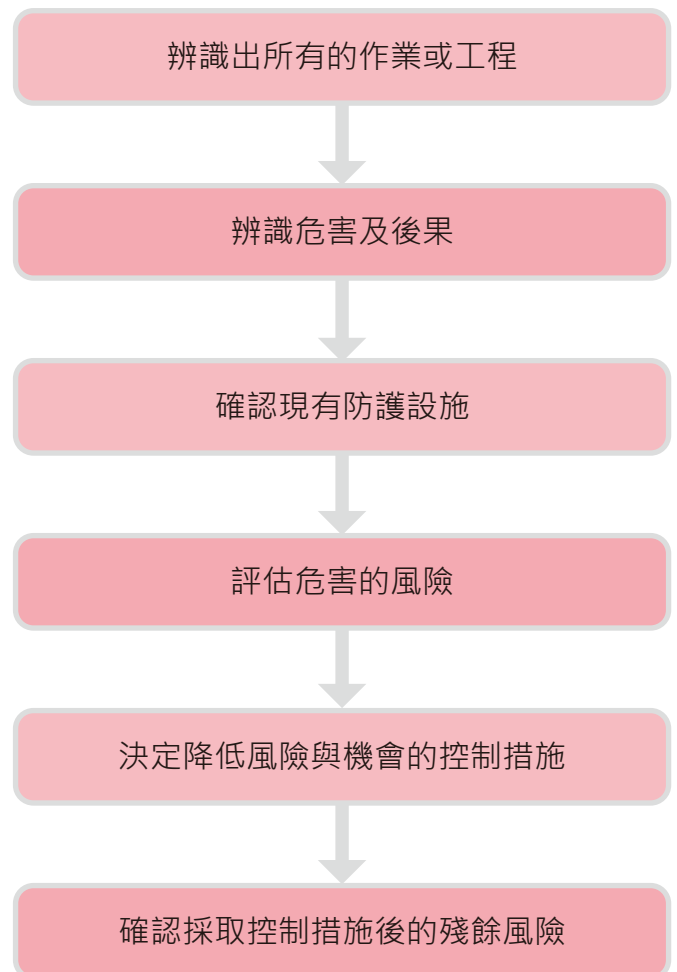 辨識出所有的作業或工程
辨識危害及後果
確認現有防護設施
評估危害的風險
決定降低風險與機會的控制措施
確認採取控制措施後的殘餘風險